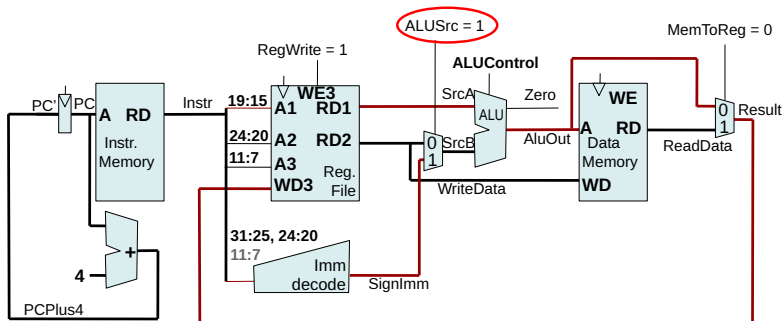 ALUSrc = 1
RegWrite = 1
MemToReg = 0
ALUControl
PC'
PC
A RD
Instr.
Memory
Instr
19:15
24:20
11:7
WE3
A1 RD1
A2 RD2
A3
WD3
Reg.
File
0
1
SrcA
SrcB
ALU
Zero
AluOut
WriteData
WE
A RD
Data
Memory
WD
ReadData
0
1
Result
+
4
PCPlus4
31:25, 24:20
11:7
Imm
decode
SignImm